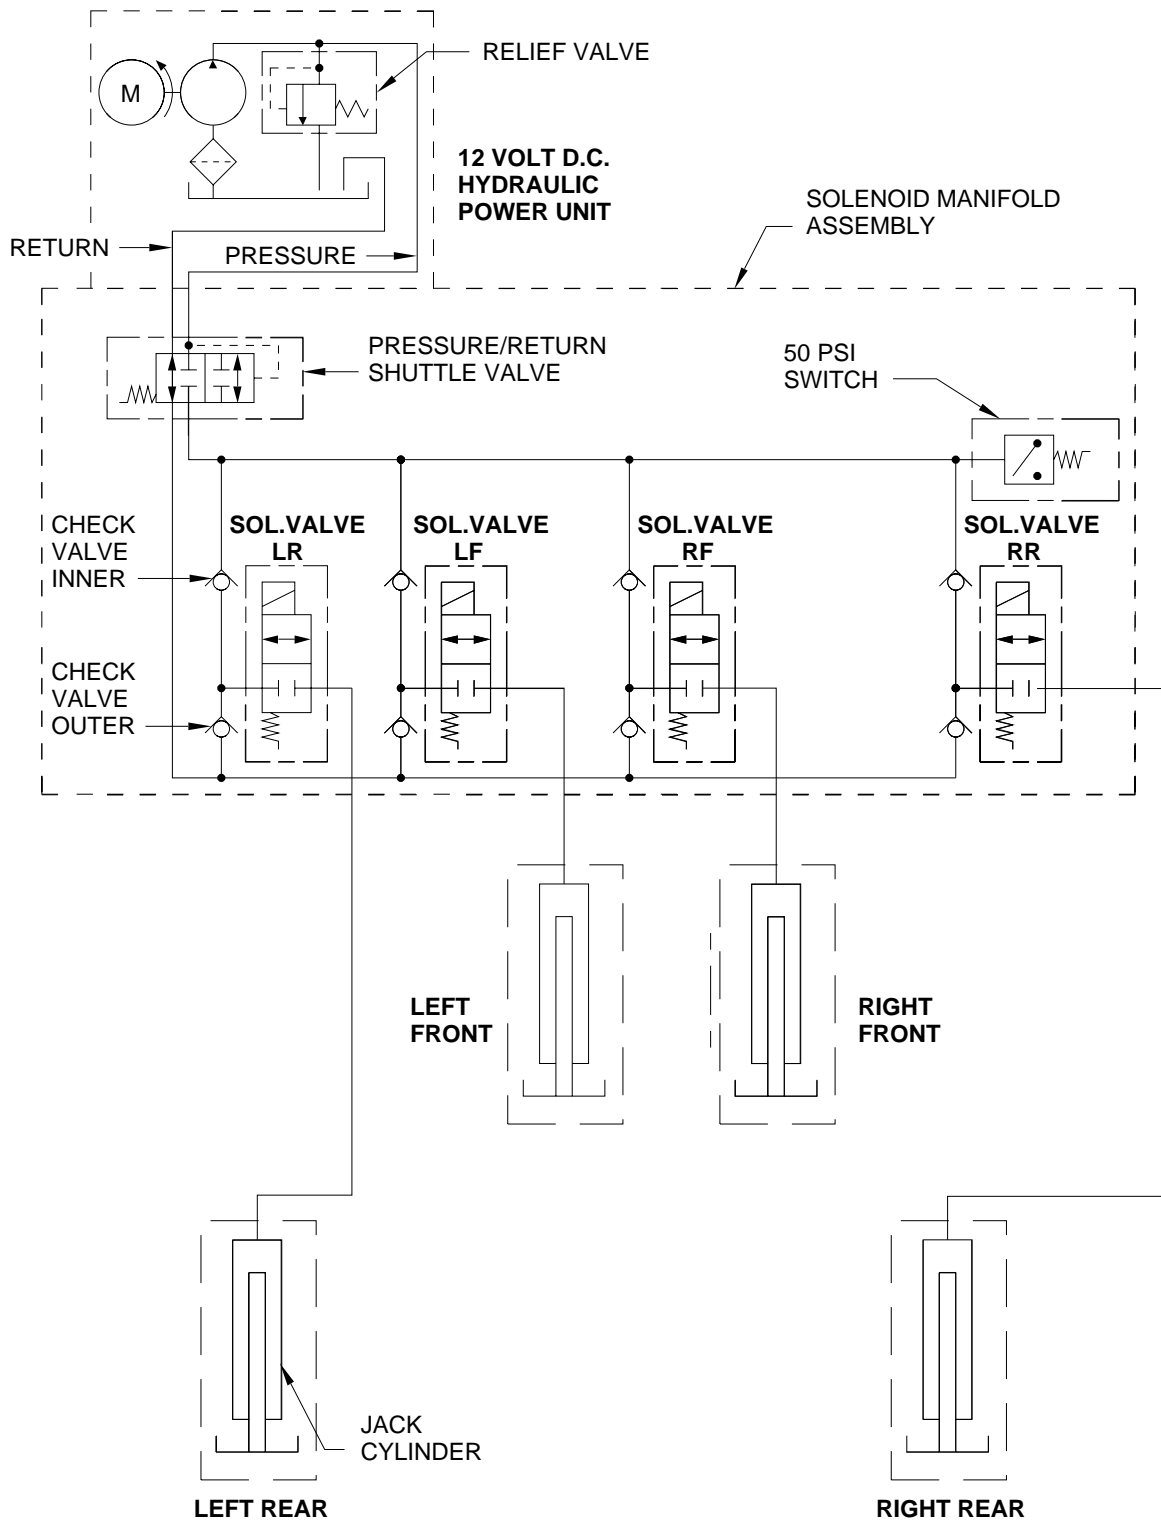 RELIEF VALVE
M
12 VOLT D.C.
HYDRAULIC
POWER UNIT
SOLENOID MANIFOLD
ASSEMBLY
RETURN
PRESSURE
PRESSURE/RETURN
SHUTTLE VALVE
50 PSI
SWITCH
CHECK
VALVE
INNER
SOL.VALVE
LR
SOL.VALVE
LF
SOL.VALVE
RF
SOL.VALVE
RR
CHECK
VALVE
OUTER
LEFT
FRONT
RIGHT
FRONT
JACK
CYLINDER
LEFT REAR
RIGHT REAR